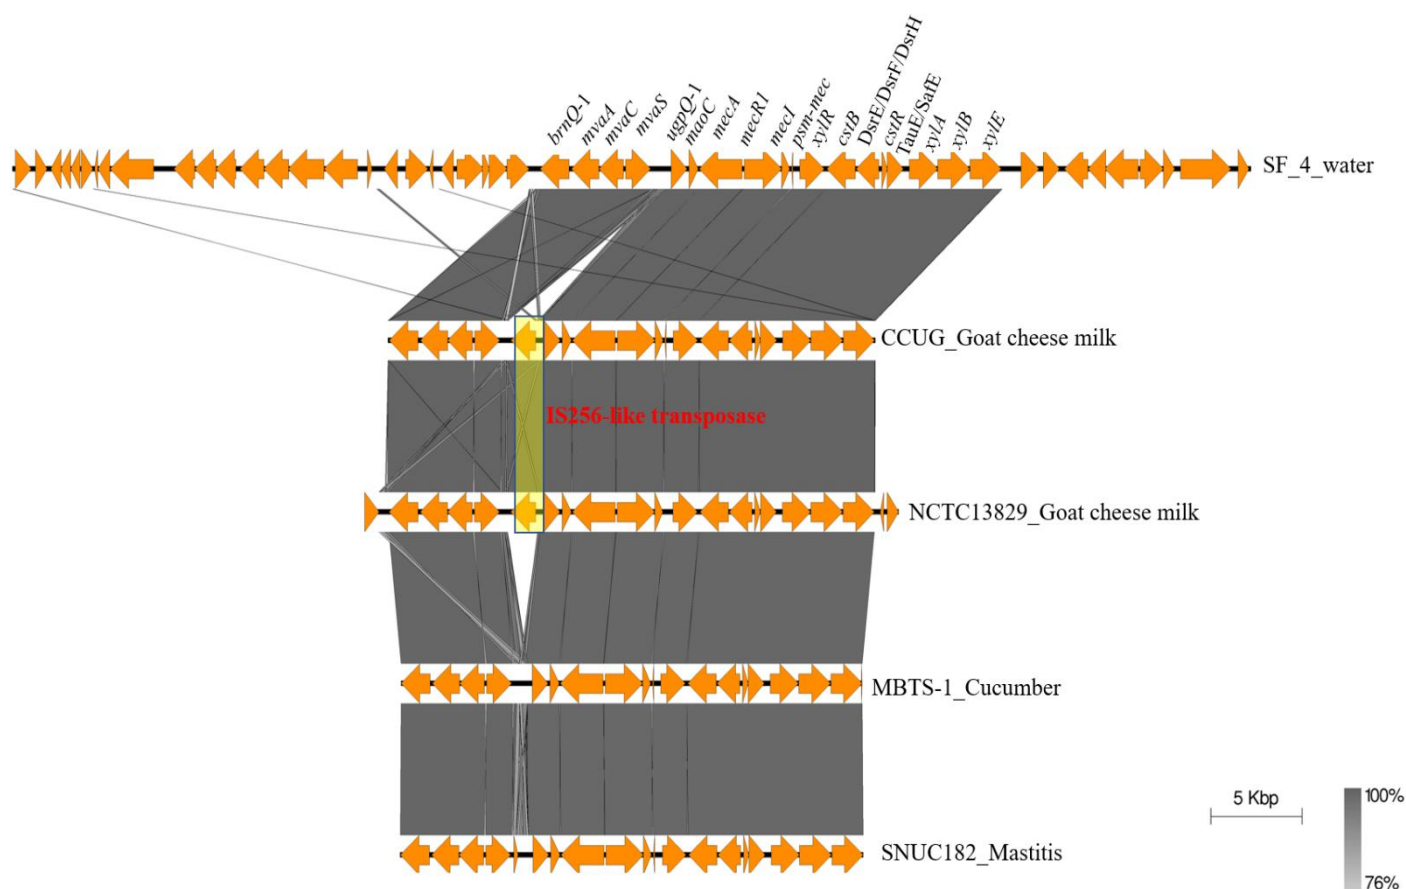 brnQ-1
mvaA
mvaC
mvaS
ugpQ-1
maoC
mecA
mecR1
mecI
psm-mec
xylR
cstB
DsrE/DsrF/DsrH
cstR
TauE/SafE
xylA
xylB
xylE
SF_4_water
CCUG_Goat cheese milk
IS256-like transposase
NCTC13829_Goat cheese milk
MBTS-1_Cucumber
5 Kbp
100%
SNUC182_Mastitis
76%